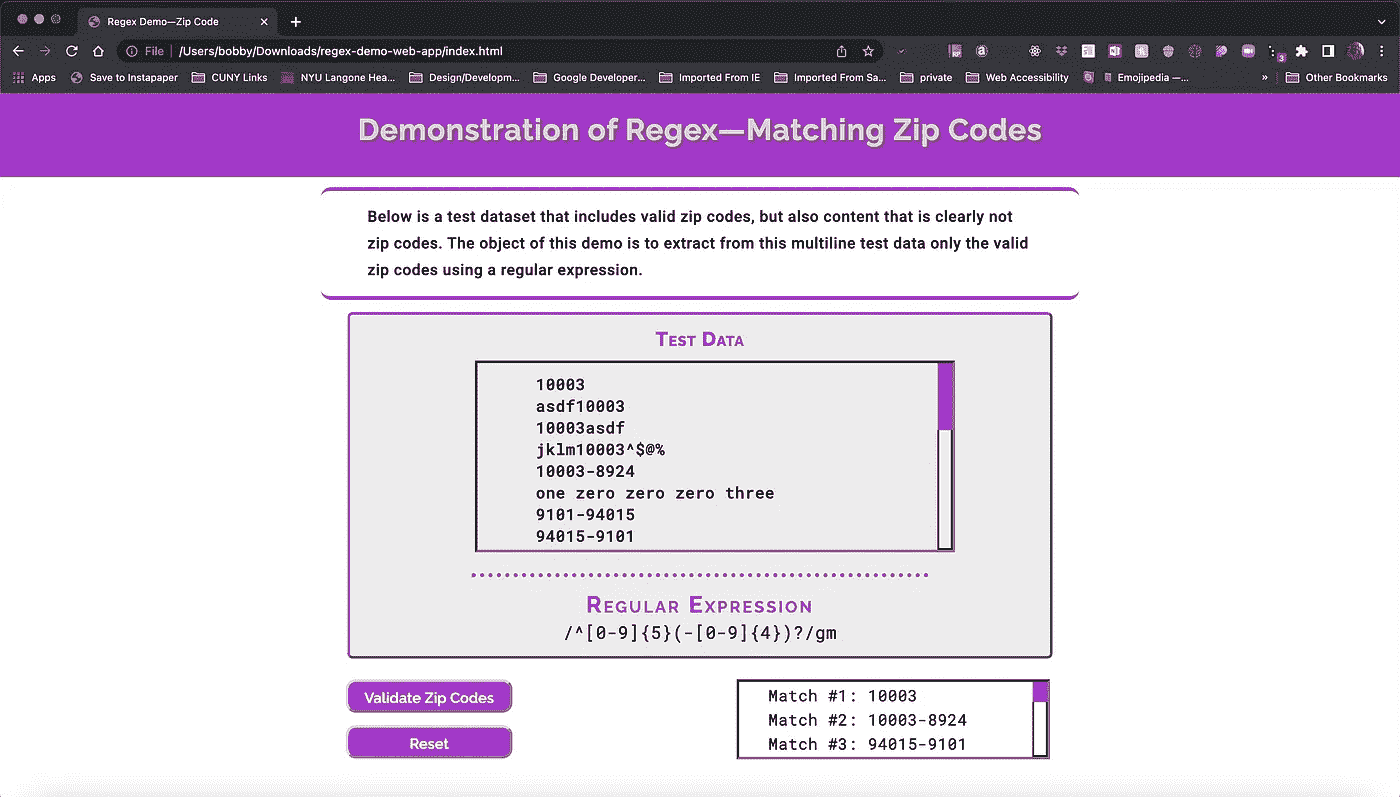 Regex Demo—Zip Code
File
/Users/bobby/Downloads/regex-demo-web-app/index.html
3
Apps
Save to Instapaper
CUNY Links
NYU Langone Hea...
Design/Developm...
Google Developer...
Imported From IE
Imported From Sa...
private
Web Accessibility
Emojipedia —...
»
Other Bookmarks
Demonstration of Regex—Matching Zip Codes
Below is a test dataset that includes valid zip codes, but also content that is clearly not
zip codes. The object of this demo is to extract from this multiline test data only the valid
zip codes using a regular expression.
Test Data
10003
asdf10003
10003asdf
jklm10003^$@%
10003-8924
one zero zero zero three
9101-94015
94015-9101
Regular Expression
/^[0-9]{5}(-[0-9]{4})?/gm
Validate Zip Codes
Reset
Match #1: 10003
Match #2: 10003-8924
Match #3: 94015-9101